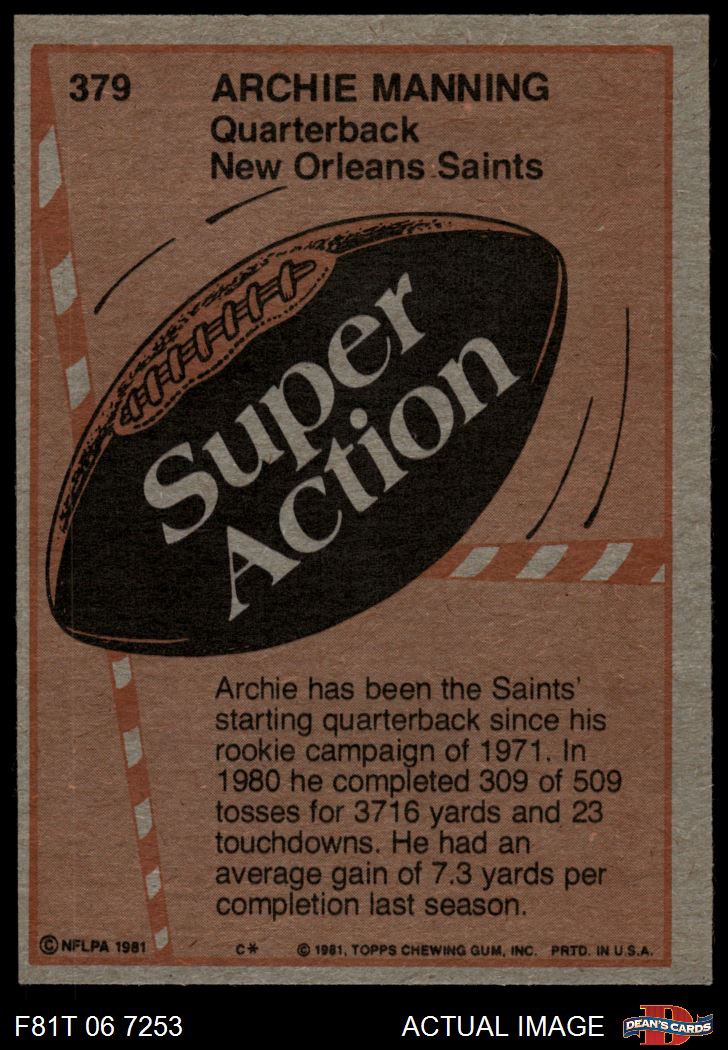 379 ARCHIE MANNING
Quarterback
New Orleans Saints
Super
Action
Archie has been the Saints'
starting quarterback since his
rookie campaign of 1971. In
1980 he completed 309 of 509
tosses for 3716 yards and 23
touchdowns. He had an
average gain of 7.3 yards per
completion last season.
© NFLPA 1981 C* © 1981, TOPPS CHEWING GUM, INC. PRTD. IN U.S.A.
F81T 06 7253 ACTUAL IMAGE D DEAN'S CARDS